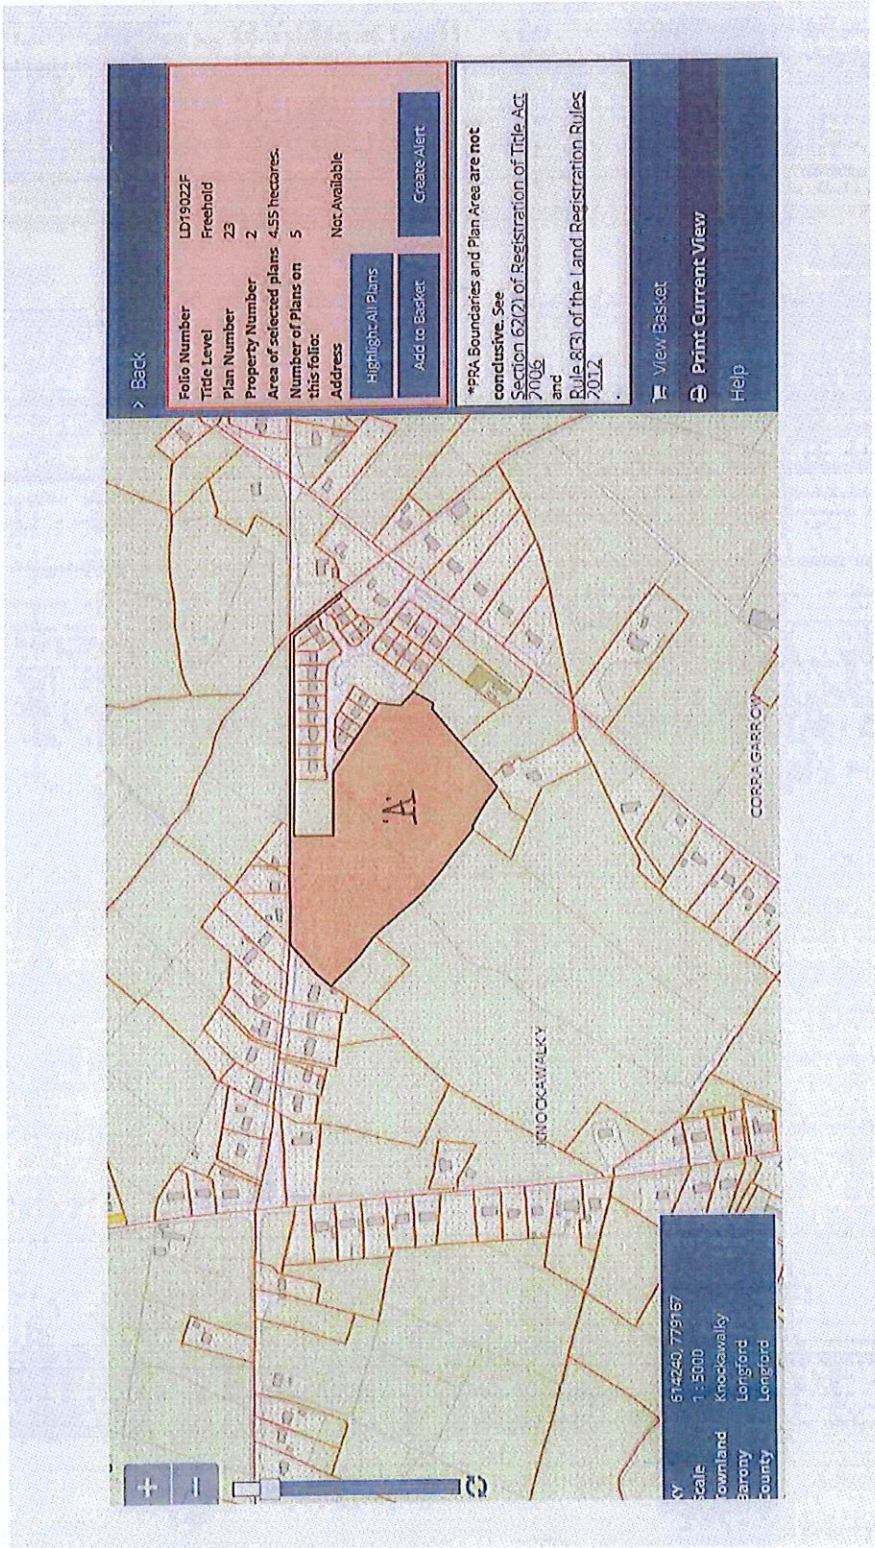 > Back
Folio Number LD19022F
Title Level Freehold
Plan Number 23
Property Number 2
Area of selected plans 4.55 hectares.
Number of Plans on 5
this folio:
Address Not Available
Highlight All Plans
Add to Basket Create Alert
*PRA Boundaries and Plan Area are not
conclusive. See
Section 62(2) of Registration of Title Act
2006
and
Rule 8(3) of the Land Registration Rules
2012
.
View Basket
Print Current View
Help
'A'
KNOCKAWALKY
CORRAGARROW
+
−
XY 614240, 779167
Scale 1 : 5000
Townland Knockawalky
Barony Longford
County Longford